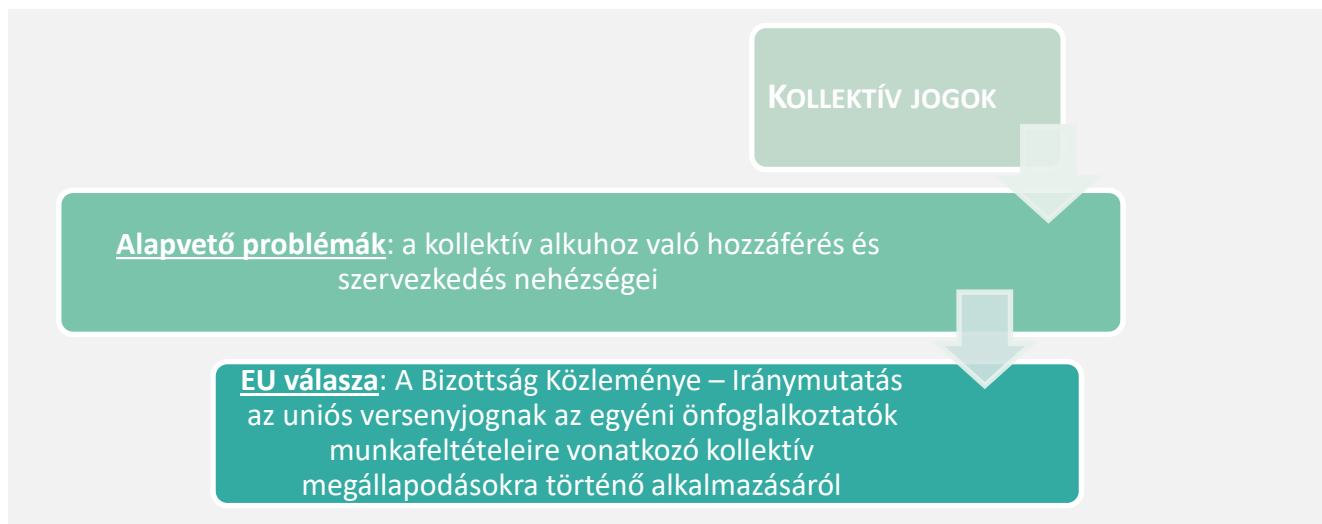 KOLLEKTÍV JOGOK
Alapvető problémák: a kollektív alkuhoz való hozzáférés és
szervezkedés nehézségei
EU válasza: A Bizottság Közleménye – Iránymutatás
az uniós versenyjognak az egyéni önfoglalkoztatók
munkafeltételeire vonatkozó kollektív
megállapodásokra történő alkalmazásáról